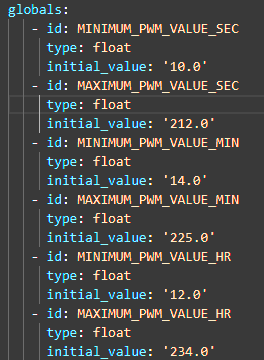 globals:
- id: MINIMUM_PWM_VALUE_SEC
type: float
initial_value: '10.0'
- id: MAXIMUM_PWM_VALUE_SEC
type: float
initial_value: '212.0'
- id: MINIMUM_PWM_VALUE_MIN
type: float
initial_value: '14.0'
- id: MAXIMUM_PWM_VALUE_MIN
type: float
initial_value: '225.0'
- id: MINIMUM_PWM_VALUE_HR
type: float
initial_value: '12.0'
- id: MAXIMUM_PWM_VALUE_HR
type: float
initial_value: '234.0'